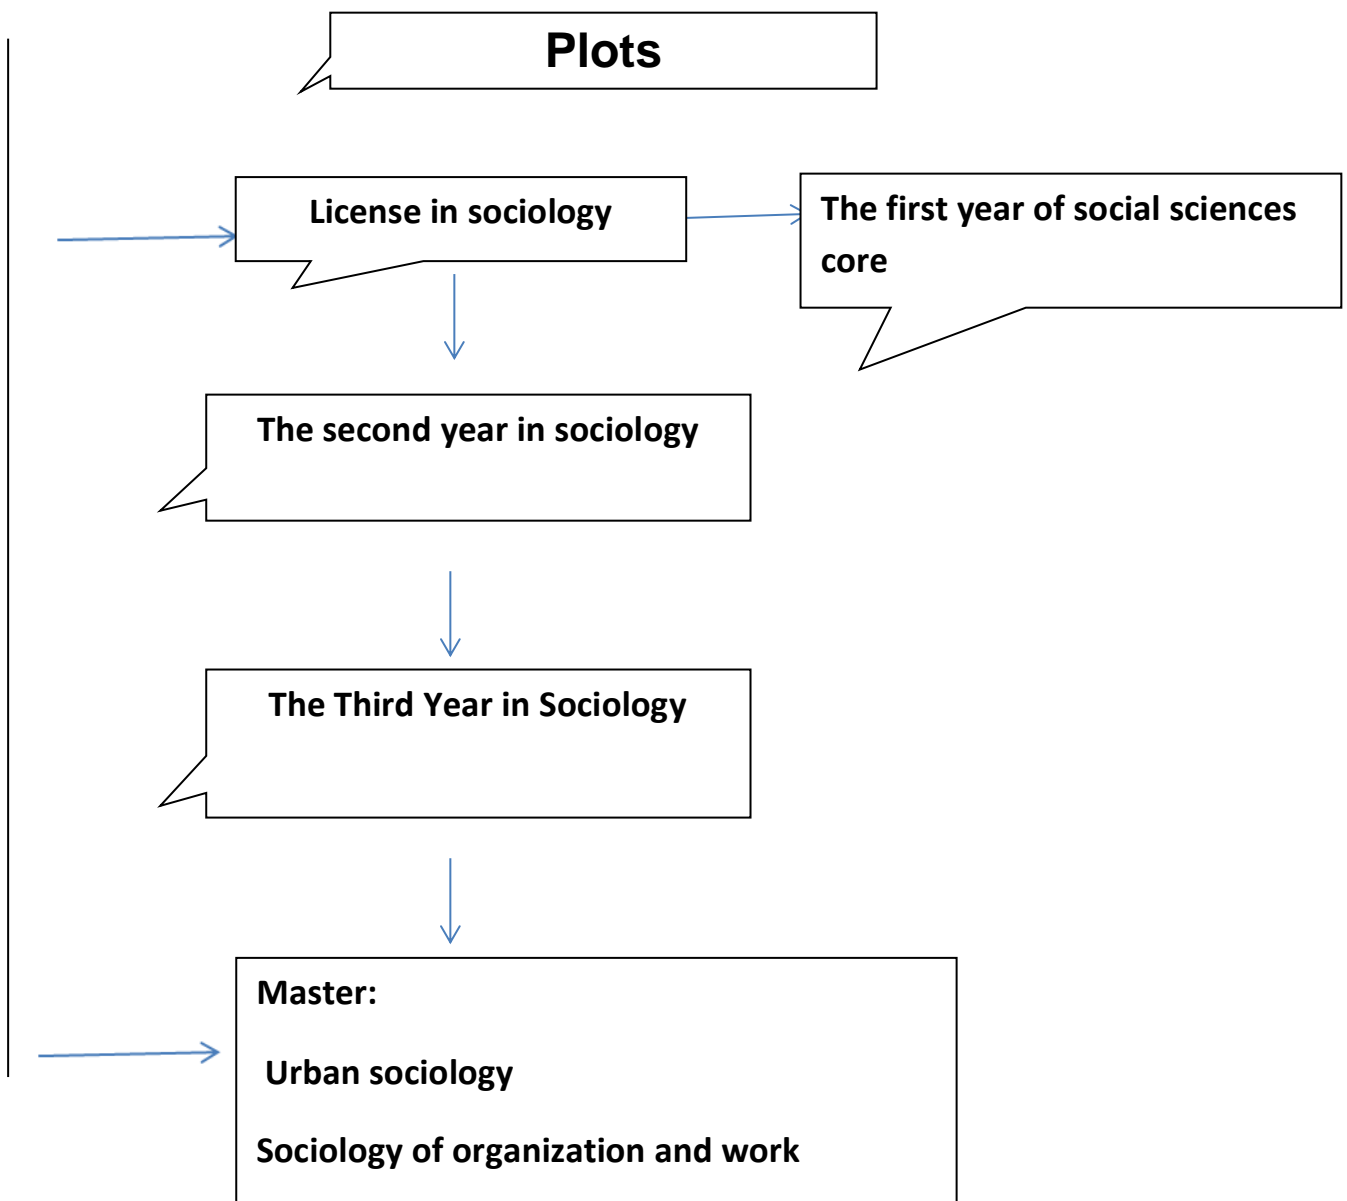 Plots
License in sociology
The first year of social sciences
core
The second year in sociology
The Third Year in Sociology
Master:
Urban sociology
Sociology of organization and work